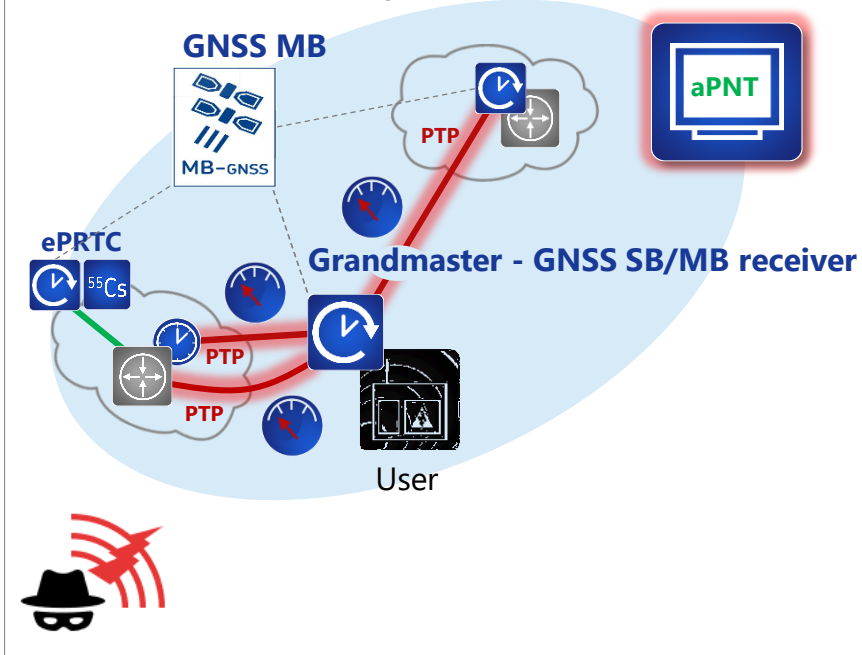 GNSS MB
MB-GNSS
aPNT
PTP
ePRTC
55Cs
Grandmaster - GNSS SB/MB receiver
PTP
PTP
User